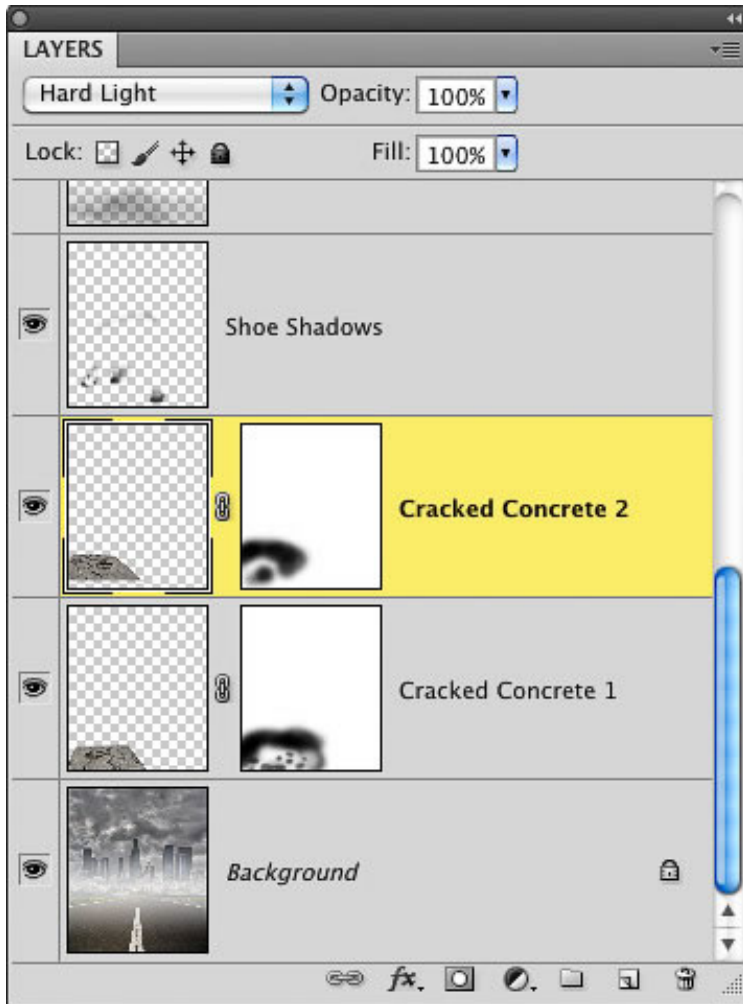 LAYERS
Hard Light Opacity: 100%
Lock: Fill: 100%
Shoe Shadows
Cracked Concrete 2
Cracked Concrete 1
Background
fx.